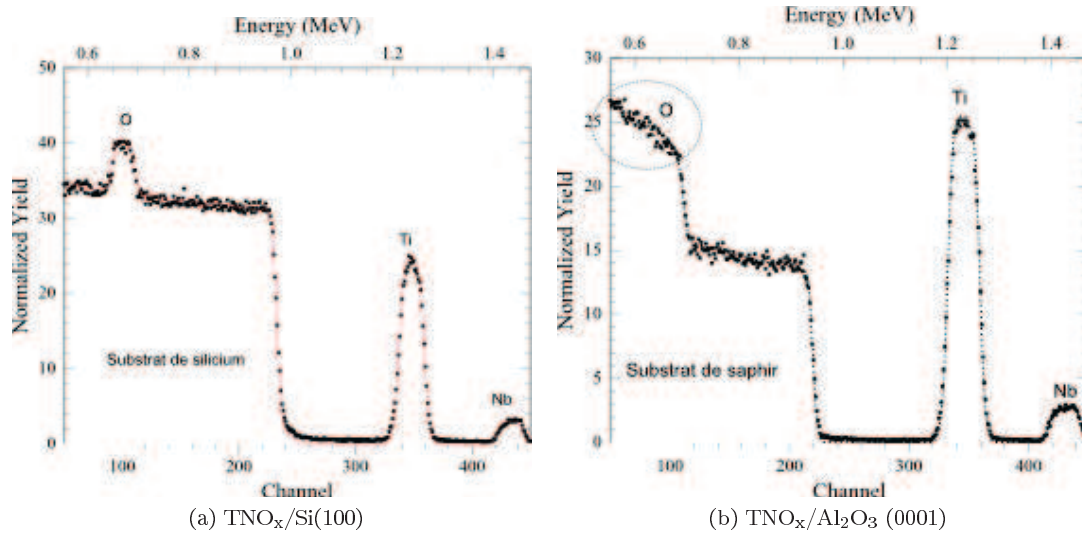 Energy (MeV)
0.6 0.8 1.0 1.2 1.4
50
40
30
20
10
0
Normalized Yield
O
Ti
Nb
Substrat de silicium
100 200 300 400
Channel
(a) TNOx/Si(100)
Energy (MeV)
0.6 0.8 1.0 1.2 1.4
30
25
20
15
10
5
0
Normalized Yield
O
Ti
Nb
Substrat de saphir
100 200 300 400
Channel
(b) TNOx/Al2O3 (0001)